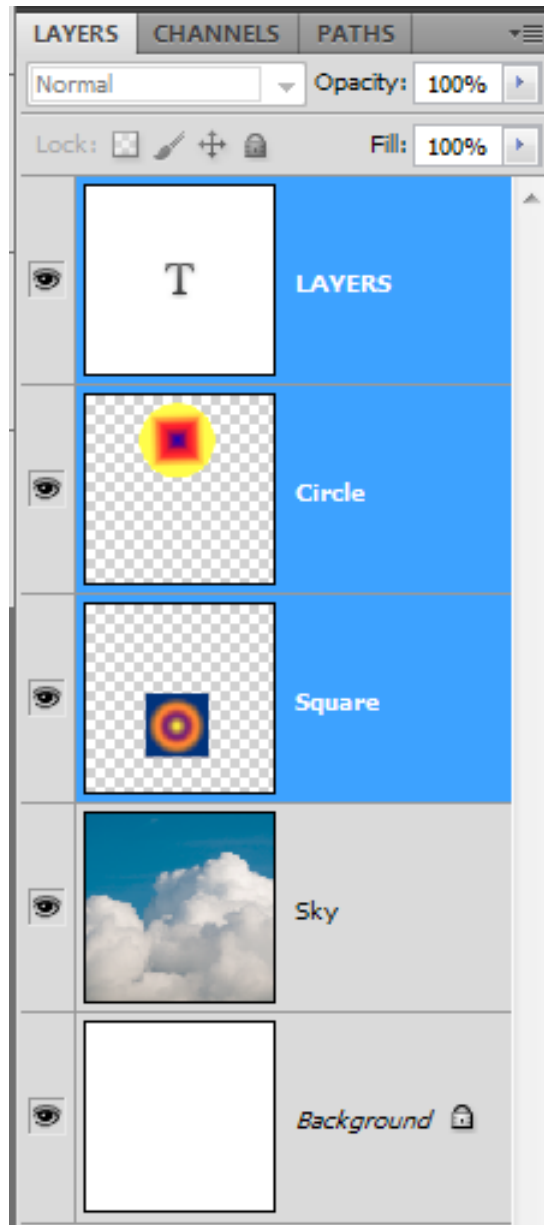 LAYERS CHANNELS PATHS
Normal Opacity: 100%
Lock: Fill: 100%
T LAYERS
Circle
Square
Sky
Background